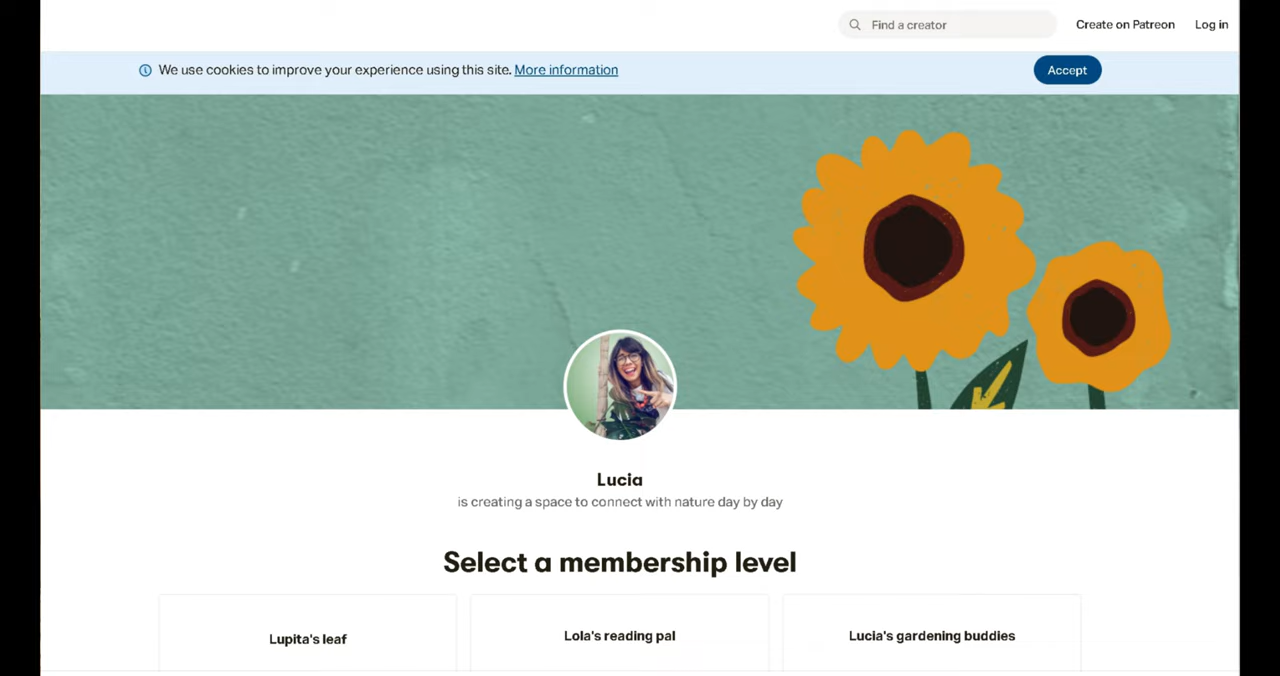 Find a creator
Create on Patreon
Log in
We use cookies to improve your experience using this site. More information
Accept
Lucia
is creating a space to connect with nature day by day
Select a membership level
Lupita's leaf
Lola's reading pal
Lucia's gardening buddies